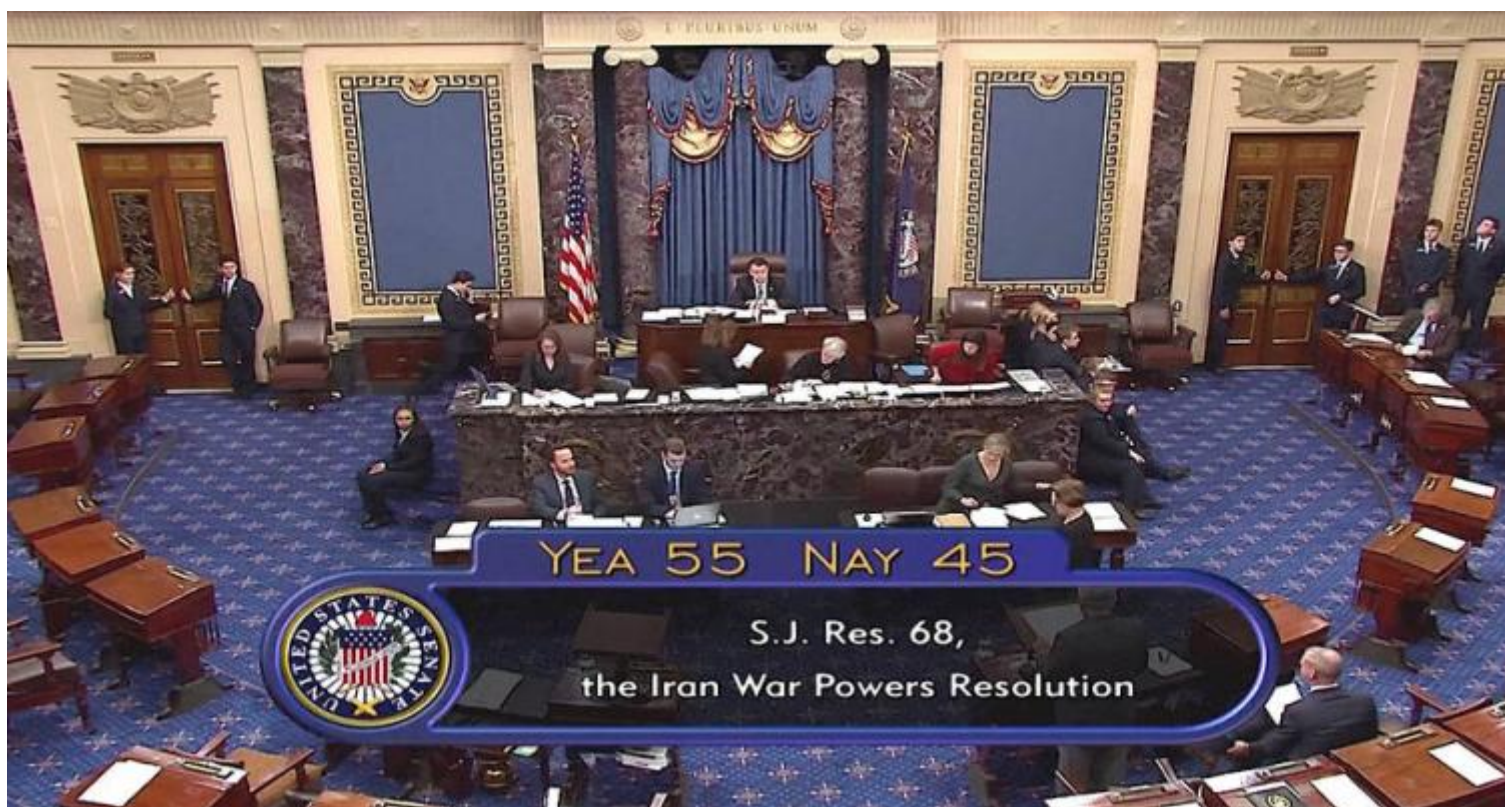 E PLURIBUS UNUM
YEA 55 NAY 45
UNITED STATES SENATE
S.J. Res. 68,
the Iran War Powers Resolution